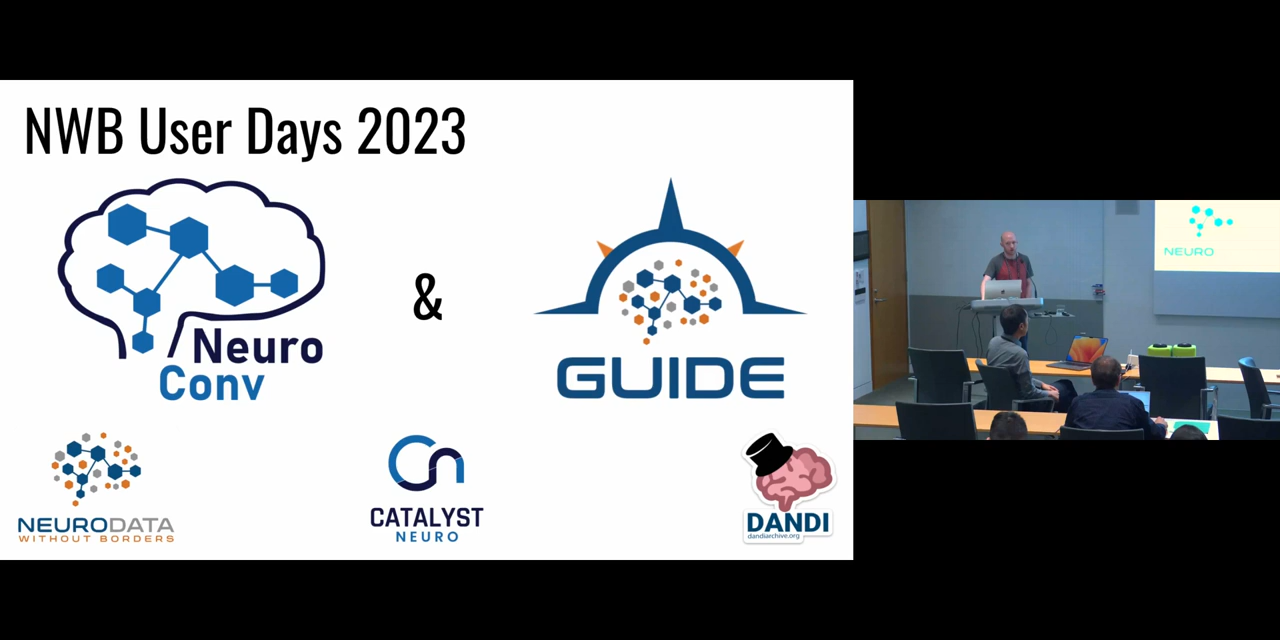 NWB User Days 2023
Neuro
Conv
&
GUIDE
NEURODATA
WITHOUT BORDERS
CATALYST
NEURO
DANDI
dandiarchive.org
NEURO